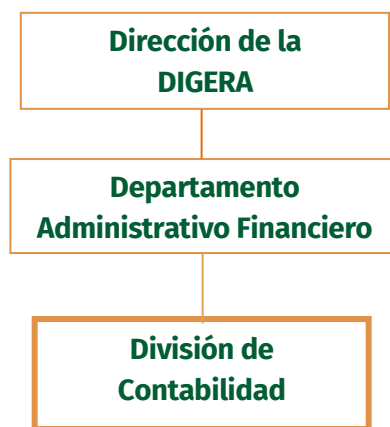 Dirección de la
DIGERA
Departamento
Administrativo Financiero
División de
Contabilidad